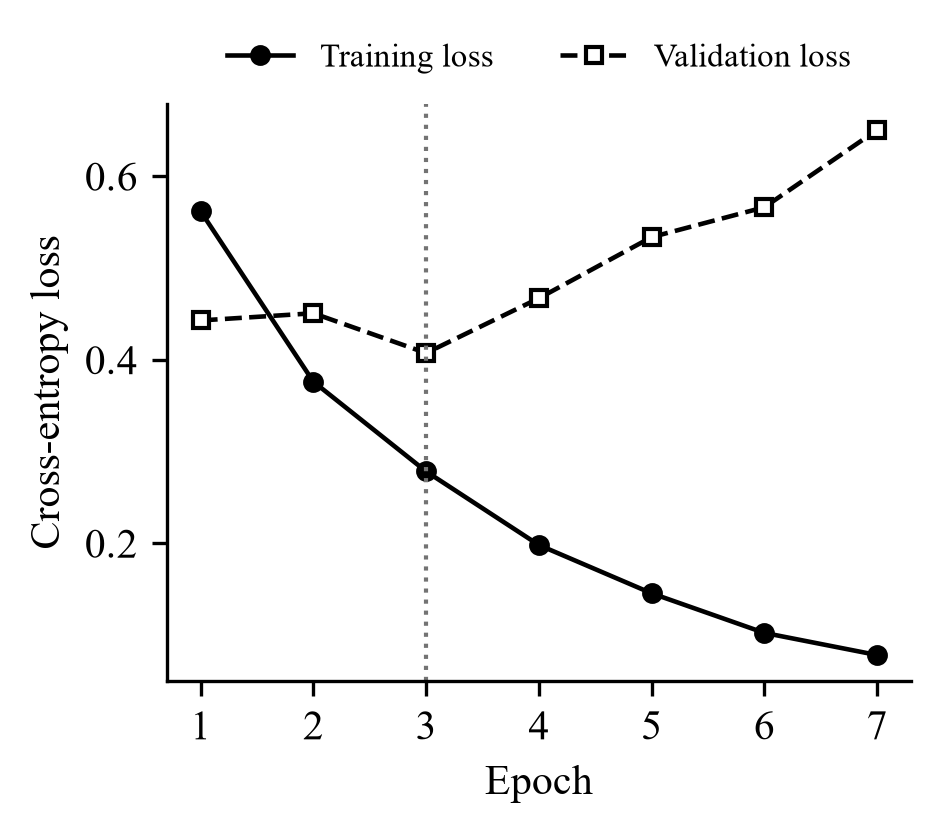 Training loss Validation loss
0.6
0.4
0.2
Cross-entropy loss
1 2 3 4 5 6 7
Epoch